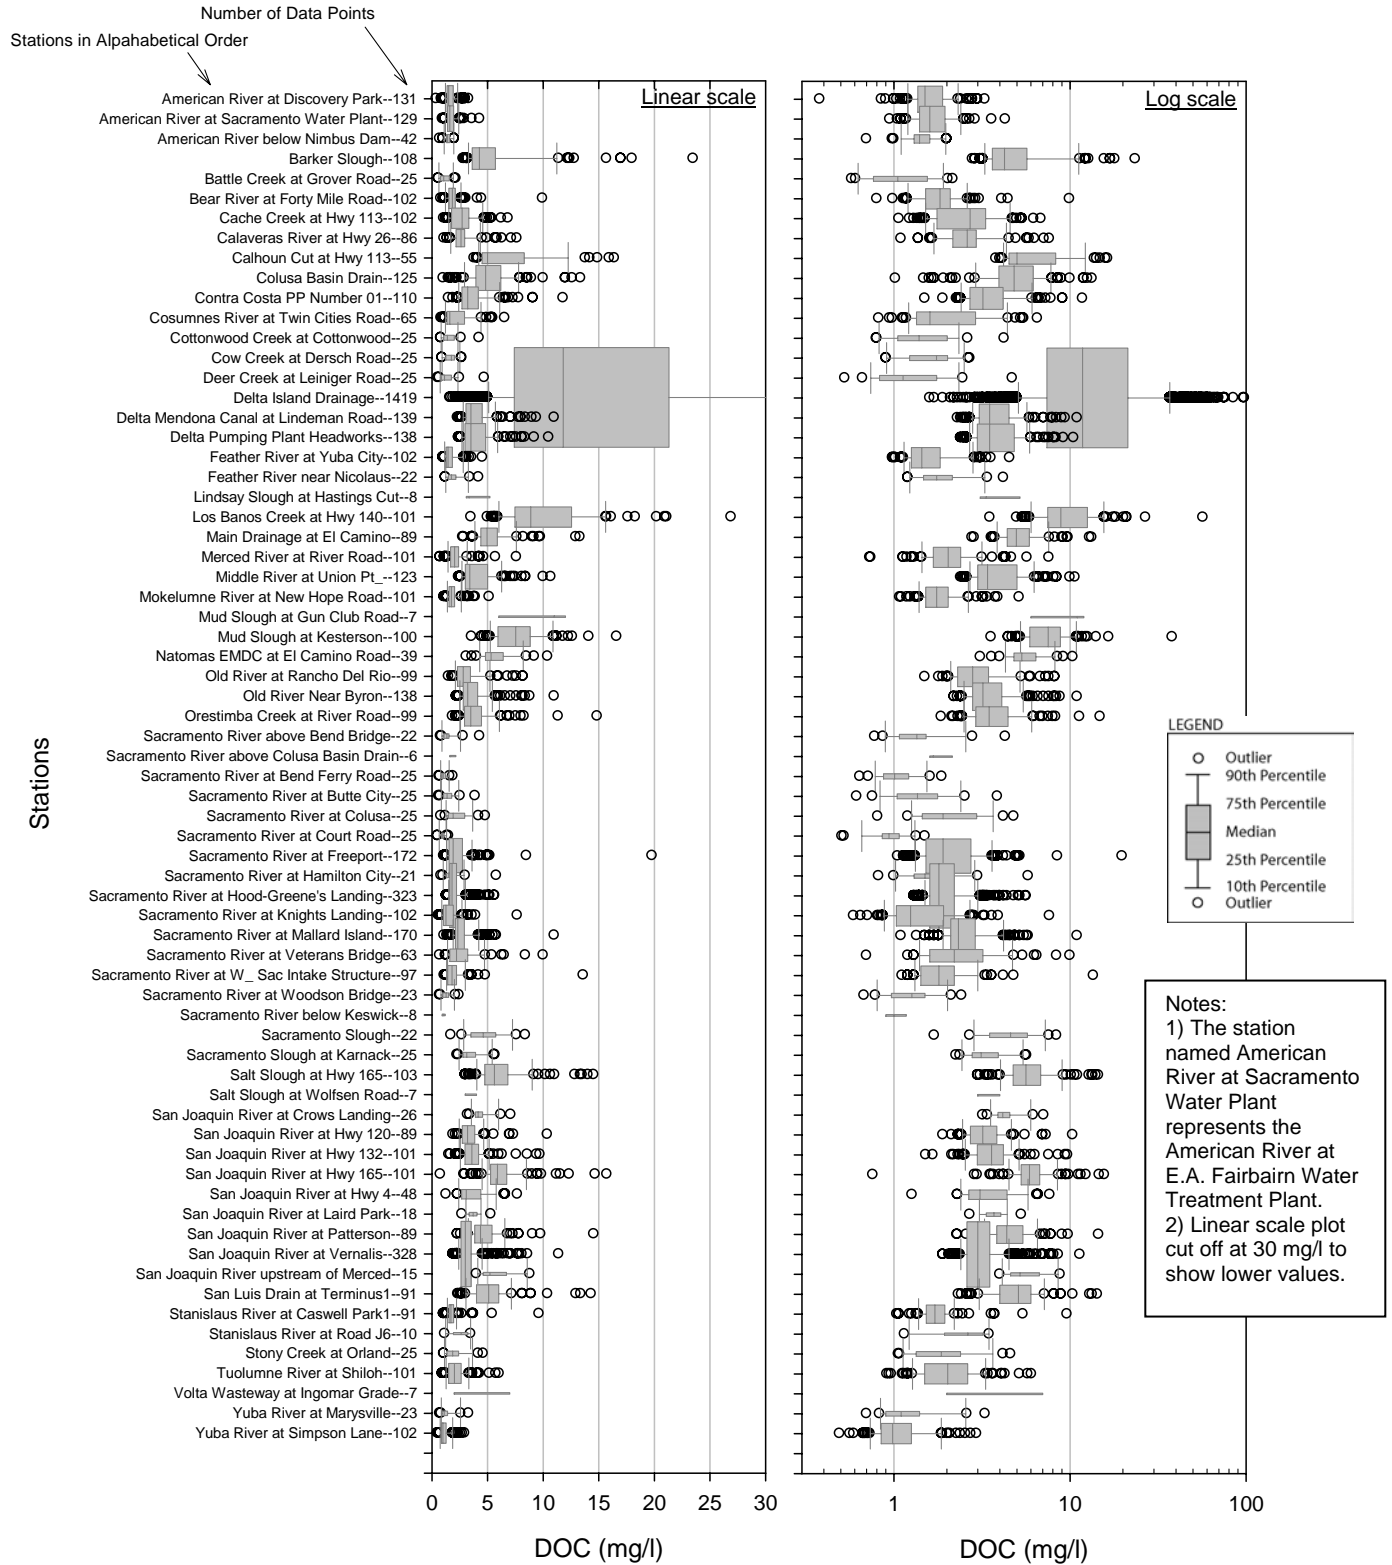 Number of Data Points
Stations in Alpahabetical Order
Linear scale
Log scale
American River at Discovery Park--131
American River at Sacramento Water Plant--129
American River below Nimbus Dam--42
Barker Slough--108
Battle Creek at Grover Road--25
Bear River at Forty Mile Road--102
Cache Creek at Hwy 113--102
Calaveras River at Hwy 26--86
Calhoun Cut at Hwy 113--55
Colusa Basin Drain--125
Contra Costa PP Number 01--110
Cosumnes River at Twin Cities Road--65
Cottonwood Creek at Cottonwood--25
Cow Creek at Dersch Road--25
Deer Creek at Leiniger Road--25
Delta Island Drainage--1419
Delta Mendona Canal at Lindeman Road--139
Delta Pumping Plant Headworks--138
Feather River at Yuba City--102
Feather River near Nicolaus--22
Lindsay Slough at Hastings Cut--8
Los Banos Creek at Hwy 140--101
Main Drainage at El Camino--89
Merced River at River Road--101
Middle River at Union Pt_--123
Mokelumne River at New Hope Road--101
Mud Slough at Gun Club Road--7
Mud Slough at Kesterson--100
Natomas EMDC at El Camino Road--39
Old River at Rancho Del Rio--99
Old River Near Byron--138
Orestimba Creek at River Road--99
Sacramento River above Bend Bridge--22
Sacramento River above Colusa Basin Drain--6
Sacramento River at Bend Ferry Road--25
Sacramento River at Butte City--25
Sacramento River at Colusa--25
Sacramento River at Court Road--25
Sacramento River at Freeport--172
Sacramento River at Hamilton City--21
Sacramento River at Hood-Greene's Landing--323
Sacramento River at Knights Landing--102
Sacramento River at Mallard Island--170
Sacramento River at Veterans Bridge--63
Sacramento River at W_ Sac Intake Structure--97
Sacramento River at Woodson Bridge--23
Sacramento River below Keswick--8
Sacramento Slough--22
Sacramento Slough at Karnack--25
Salt Slough at Hwy 165--103
Salt Slough at Wolfsen Road--7
San Joaquin River at Crows Landing--26
San Joaquin River at Hwy 120--89
San Joaquin River at Hwy 132--101
San Joaquin River at Hwy 165--101
San Joaquin River at Hwy 4--48
San Joaquin River at Laird Park--18
San Joaquin River at Patterson--89
San Joaquin River at Vernalis--328
San Joaquin River upstream of Merced--15
San Luis Drain at Terminus1--91
Stanislaus River at Caswell Park1--91
Stanislaus River at Road J6--10
Stony Creek at Orland--25
Tuolumne River at Shiloh--101
Volta Wasteway at Ingomar Grade--7
Yuba River at Marysville--23
Yuba River at Simpson Lane--102
Stations
0 5 10 15 20 25 30
DOC (mg/l)
1 10 100
DOC (mg/l)
LEGEND
Outlier
90th Percentile
75th Percentile
Median
25th Percentile
10th Percentile
Outlier
Notes:
1) The station
named American
River at Sacramento
Water Plant
represents the
American River at
E.A. Fairbairn Water
Treatment Plant.
2) Linear scale plot
cut off at 30 mg/l to
show lower values.